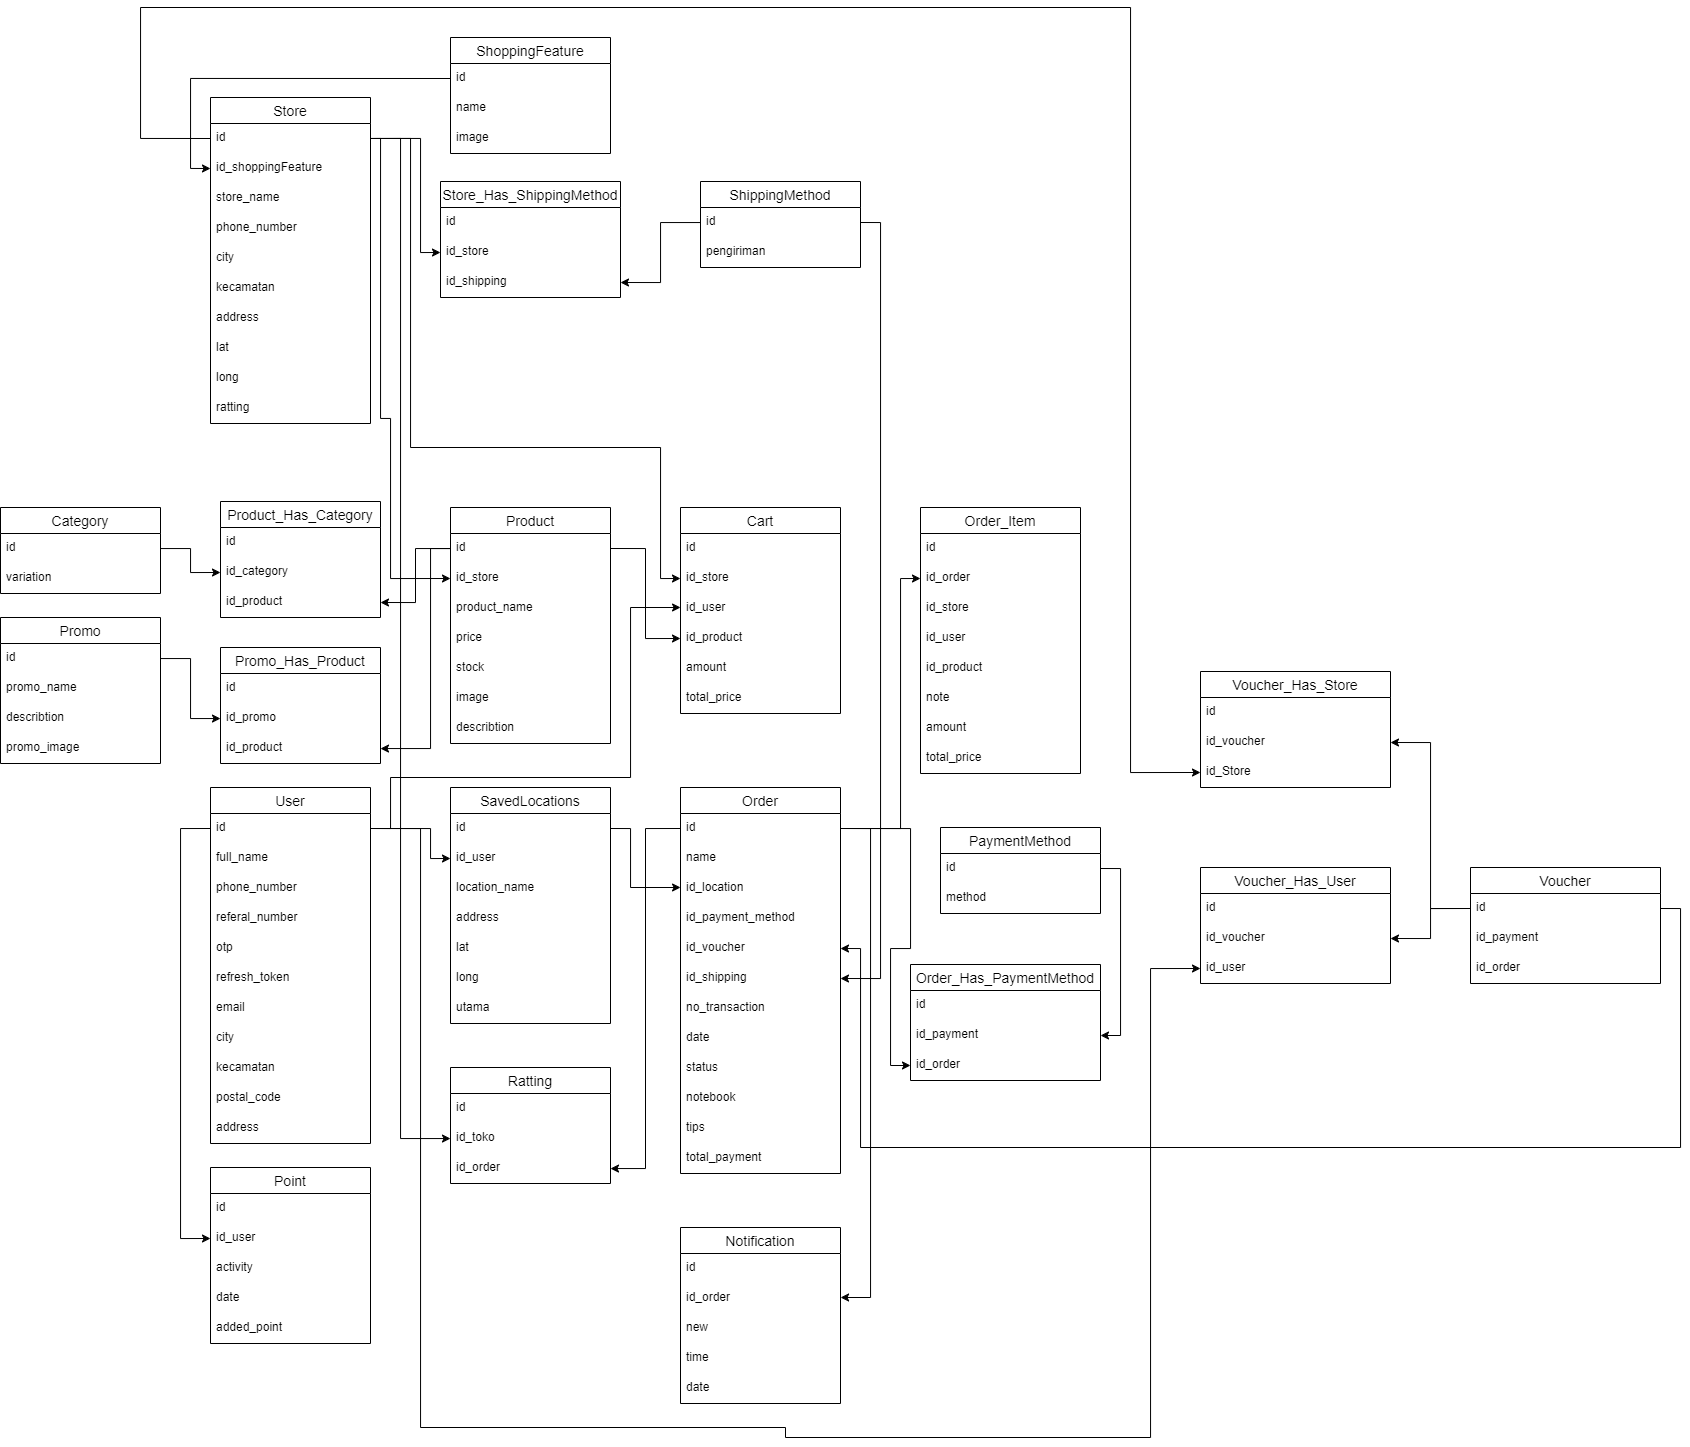 ShoppingFeature
id
name
image
Store
id
id_shoppingFeature
store_name
phone_number
city
kecamatan
address
lat
long
ratting
Store_Has_ShippingMethod
id
id_store
id_shipping
ShippingMethod
id
pengiriman
Category
id
variation
Product_Has_Category
id
id_category
id_product
Product
id
id_store
product_name
price
stock
image
describtion
Cart
id
id_store
id_user
id_product
amount
total_price
Order_Item
id
id_order
id_store
id_user
id_product
note
amount
total_price
Promo
id
promo_name
describtion
promo_image
Promo_Has_Product
id
id_promo
id_product
Voucher_Has_Store
id
id_voucher
id_Store
User
id
full_name
phone_number
referal_number
otp
refresh_token
email
city
kecamatan
postal_code
address
SavedLocations
id
id_user
location_name
address
lat
long
utama
Order
id
name
id_location
id_payment_method
id_voucher
id_shipping
no_transaction
date
status
notebook
tips
total_payment
PaymentMethod
id
method
Voucher_Has_User
id
id_voucher
id_user
Voucher
id
id_payment
id_order
Order_Has_PaymentMethod
id
id_payment
id_order
Ratting
id
id_toko
id_order
Point
id
id_user
activity
date
added_point
Notification
id
id_order
new
time
date